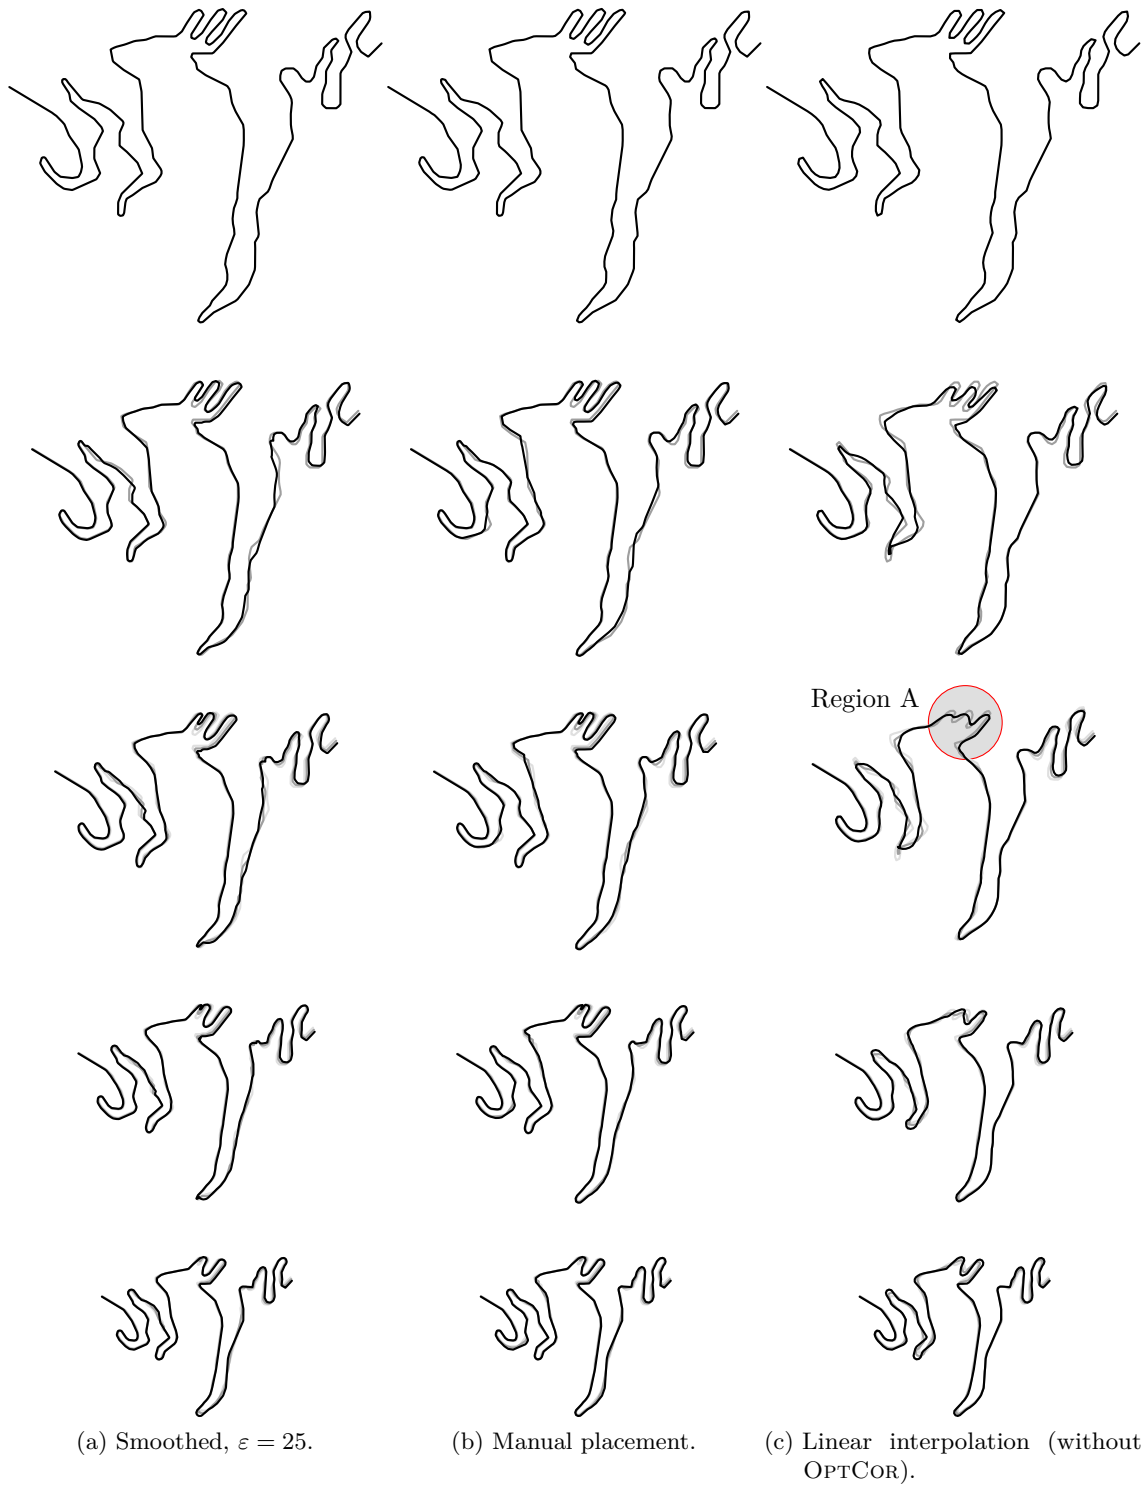 Region A
(a) Smoothed, ε = 25.
(b) Manual placement.
(c) Linear interpolation (without
OPTCOR).